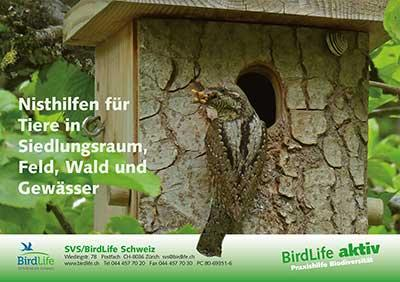 Nisthilfen für
Tiere in
Siedlungsraum,
Feld, Wald und
Gewässer
BirdLife
SVS/BirdLife Schweiz
Wiedingstr. 78 Postfach CH-8036 Zürich svs@birdlife.ch
www.birdlife.ch Tel 044 457 70 20 Fax 044 457 70 30 PC 80-69351-6
BirdLife aktiv
Praxishilfe Biodiversität